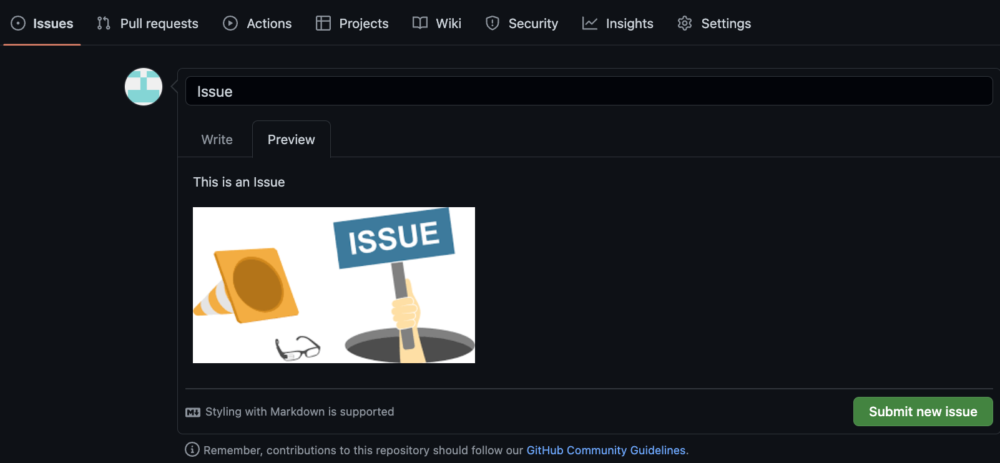 Issues Pull requests Actions Projects Wiki Security Insights Settings
Issue
Write Preview
This is an Issue
ISSUE
M Styling with Markdown is supported
Submit new issue
Remember, contributions to this repository should follow our GitHub Community Guidelines.